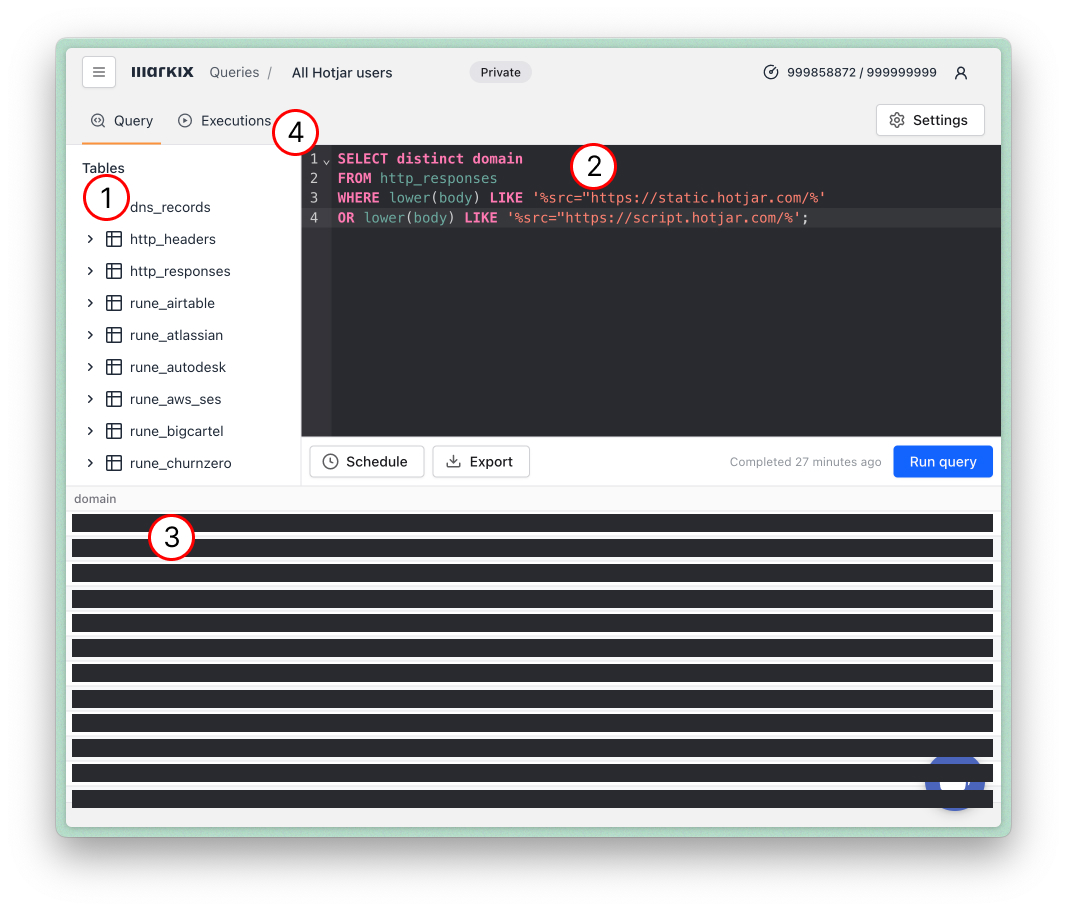 markix Queries / All Hotjar users Private 999858872 / 999999999
Query Executions 4 Settings
Tables
1
dns_records
http_headers
http_responses
rune_airtable
rune_atlassian
rune_autodesk
rune_aws_ses
rune_bigcartel
rune_churnzero
2
1 SELECT distinct domain
2 FROM http_responses
3 WHERE lower(body) LIKE '%src="https://static.hotjar.com/%'
4 OR lower(body) LIKE '%src="https://script.hotjar.com/%';
Schedule Export Completed 27 minutes ago Run query
domain
3